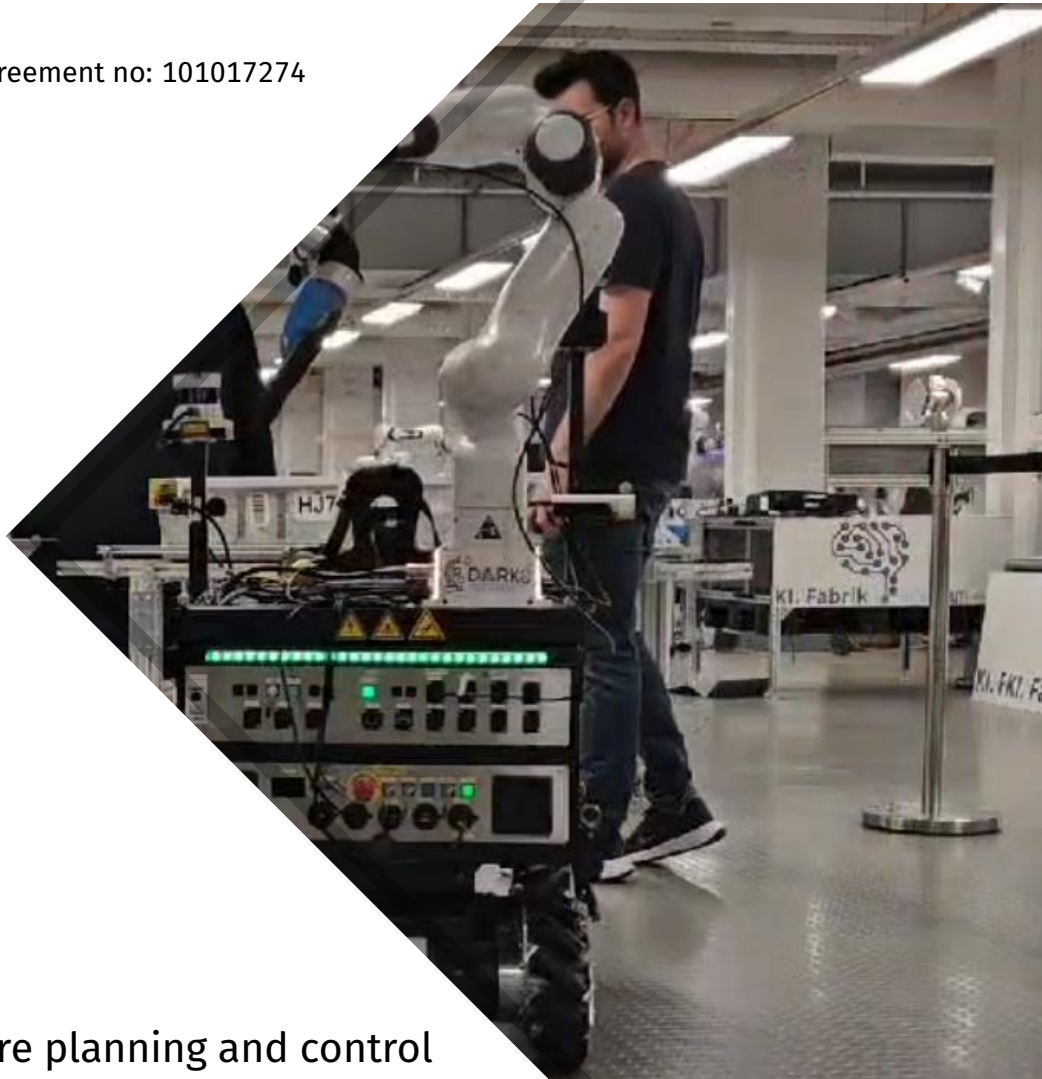 reement no: 101017274
HJ7
DARKO
KI. Fabrik
KI. FKI. Fa
re planning and control